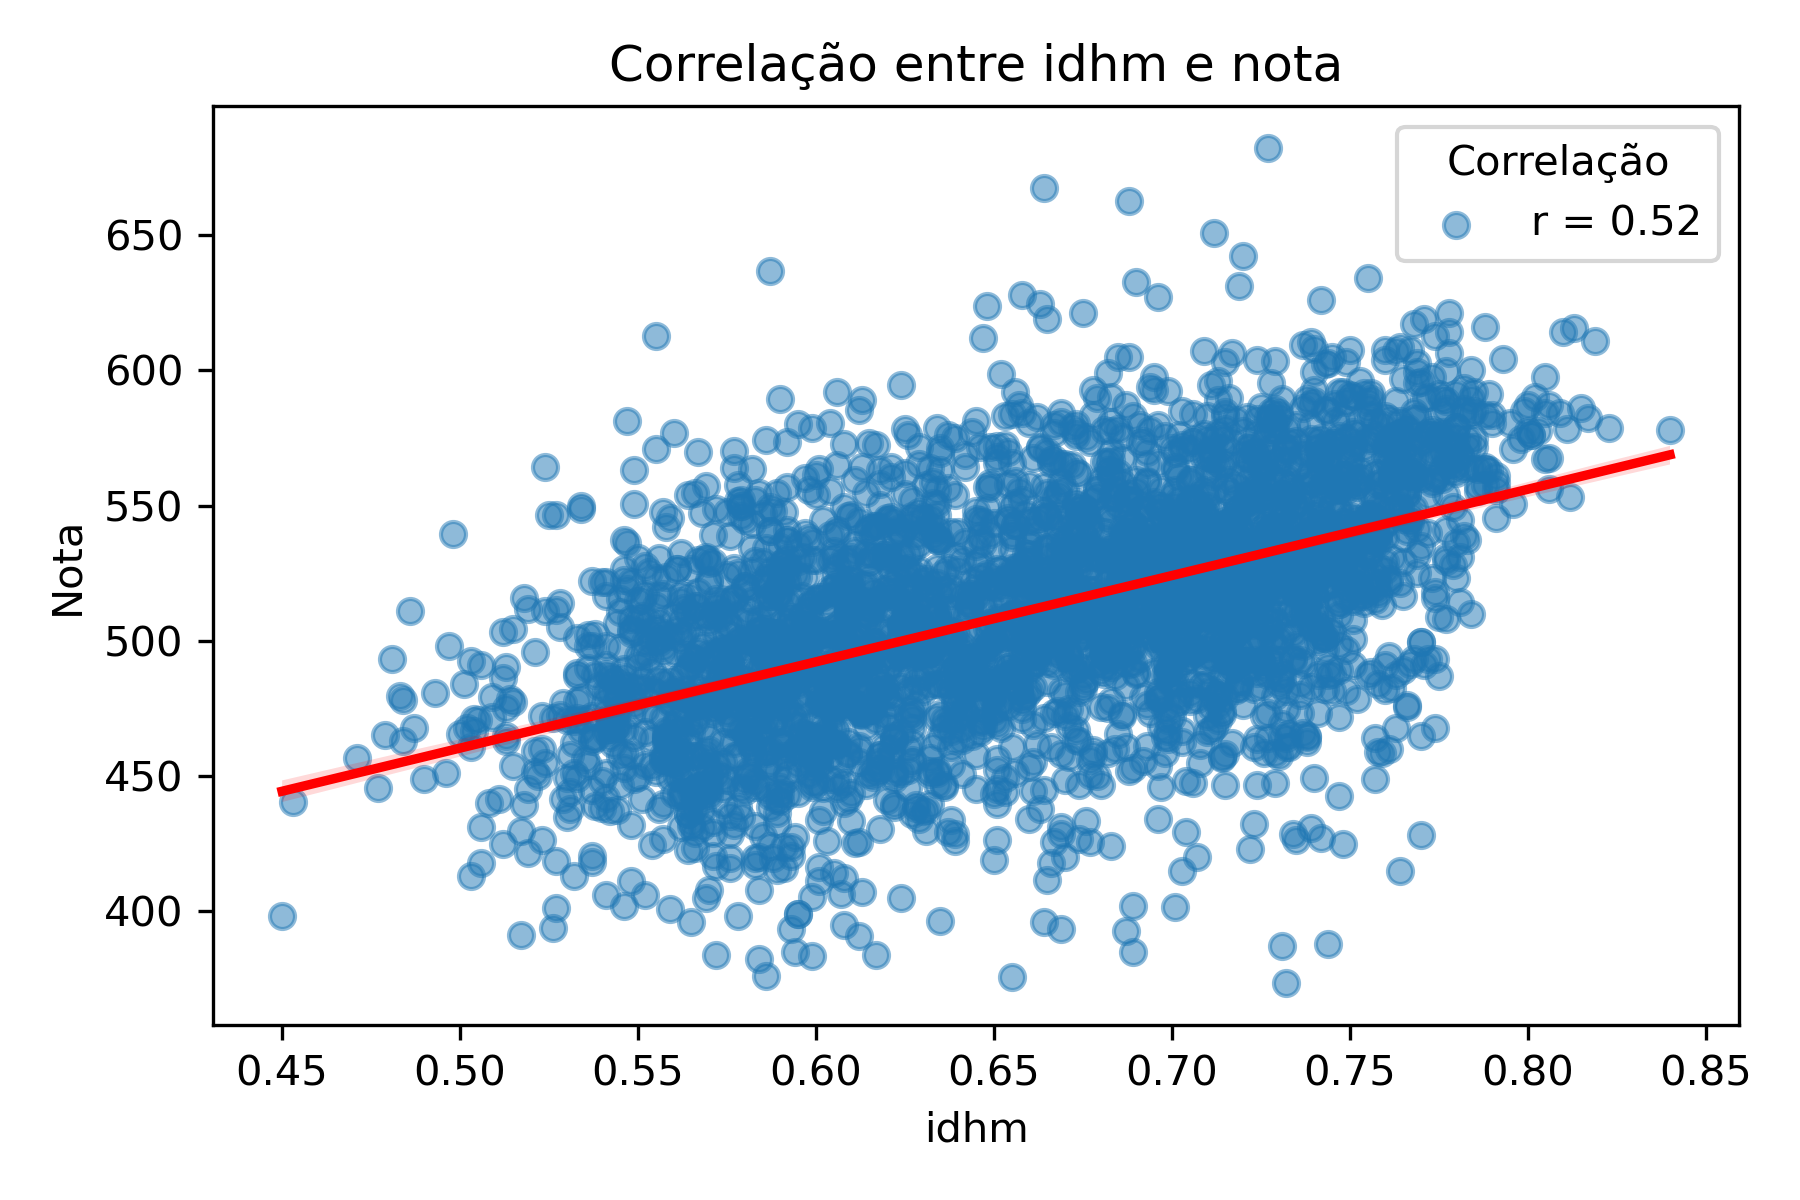 Correlação entre idhm e nota
Correlação
r = 0.52
Nota
650
600
550
500
450
400
0.45 0.50 0.55 0.60 0.65 0.70 0.75 0.80 0.85
idhm